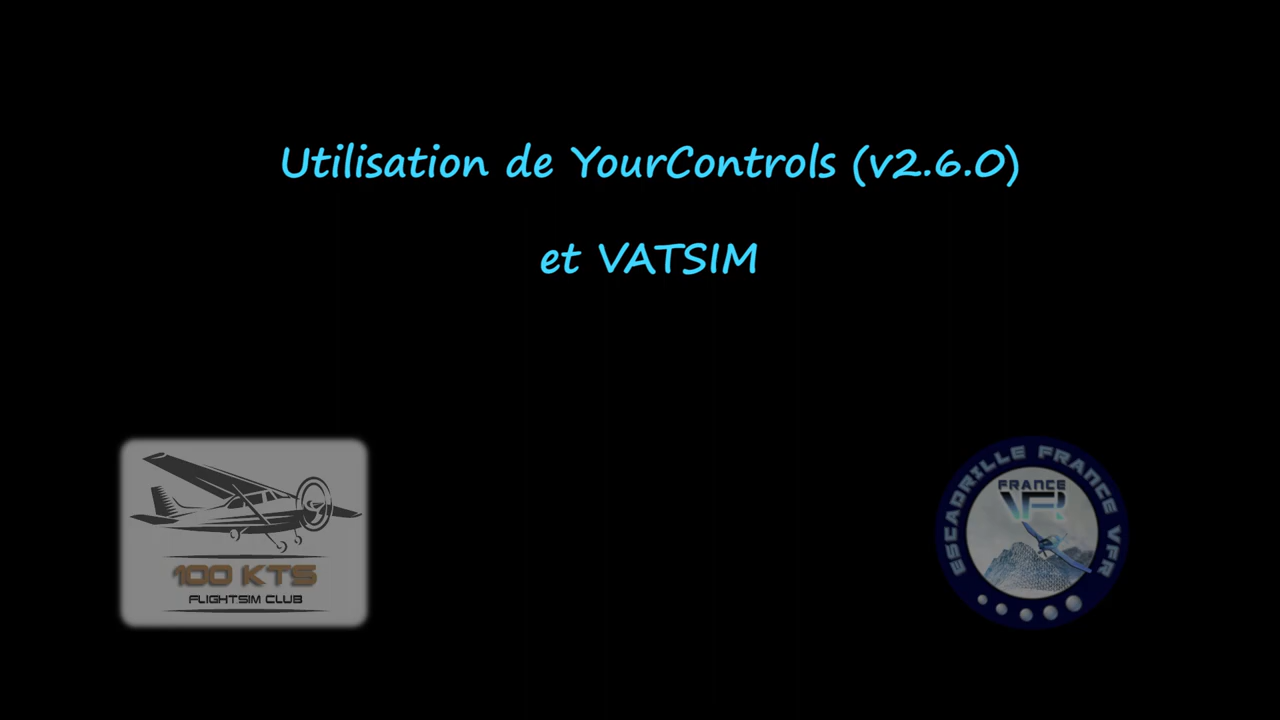 Utilisation de YourControls (v2.6.0)
et VATSIM
100 KTS
FLIGHTSIM CLUB
ESCADRILLE FRANCE VFR
FRANCE
VFR